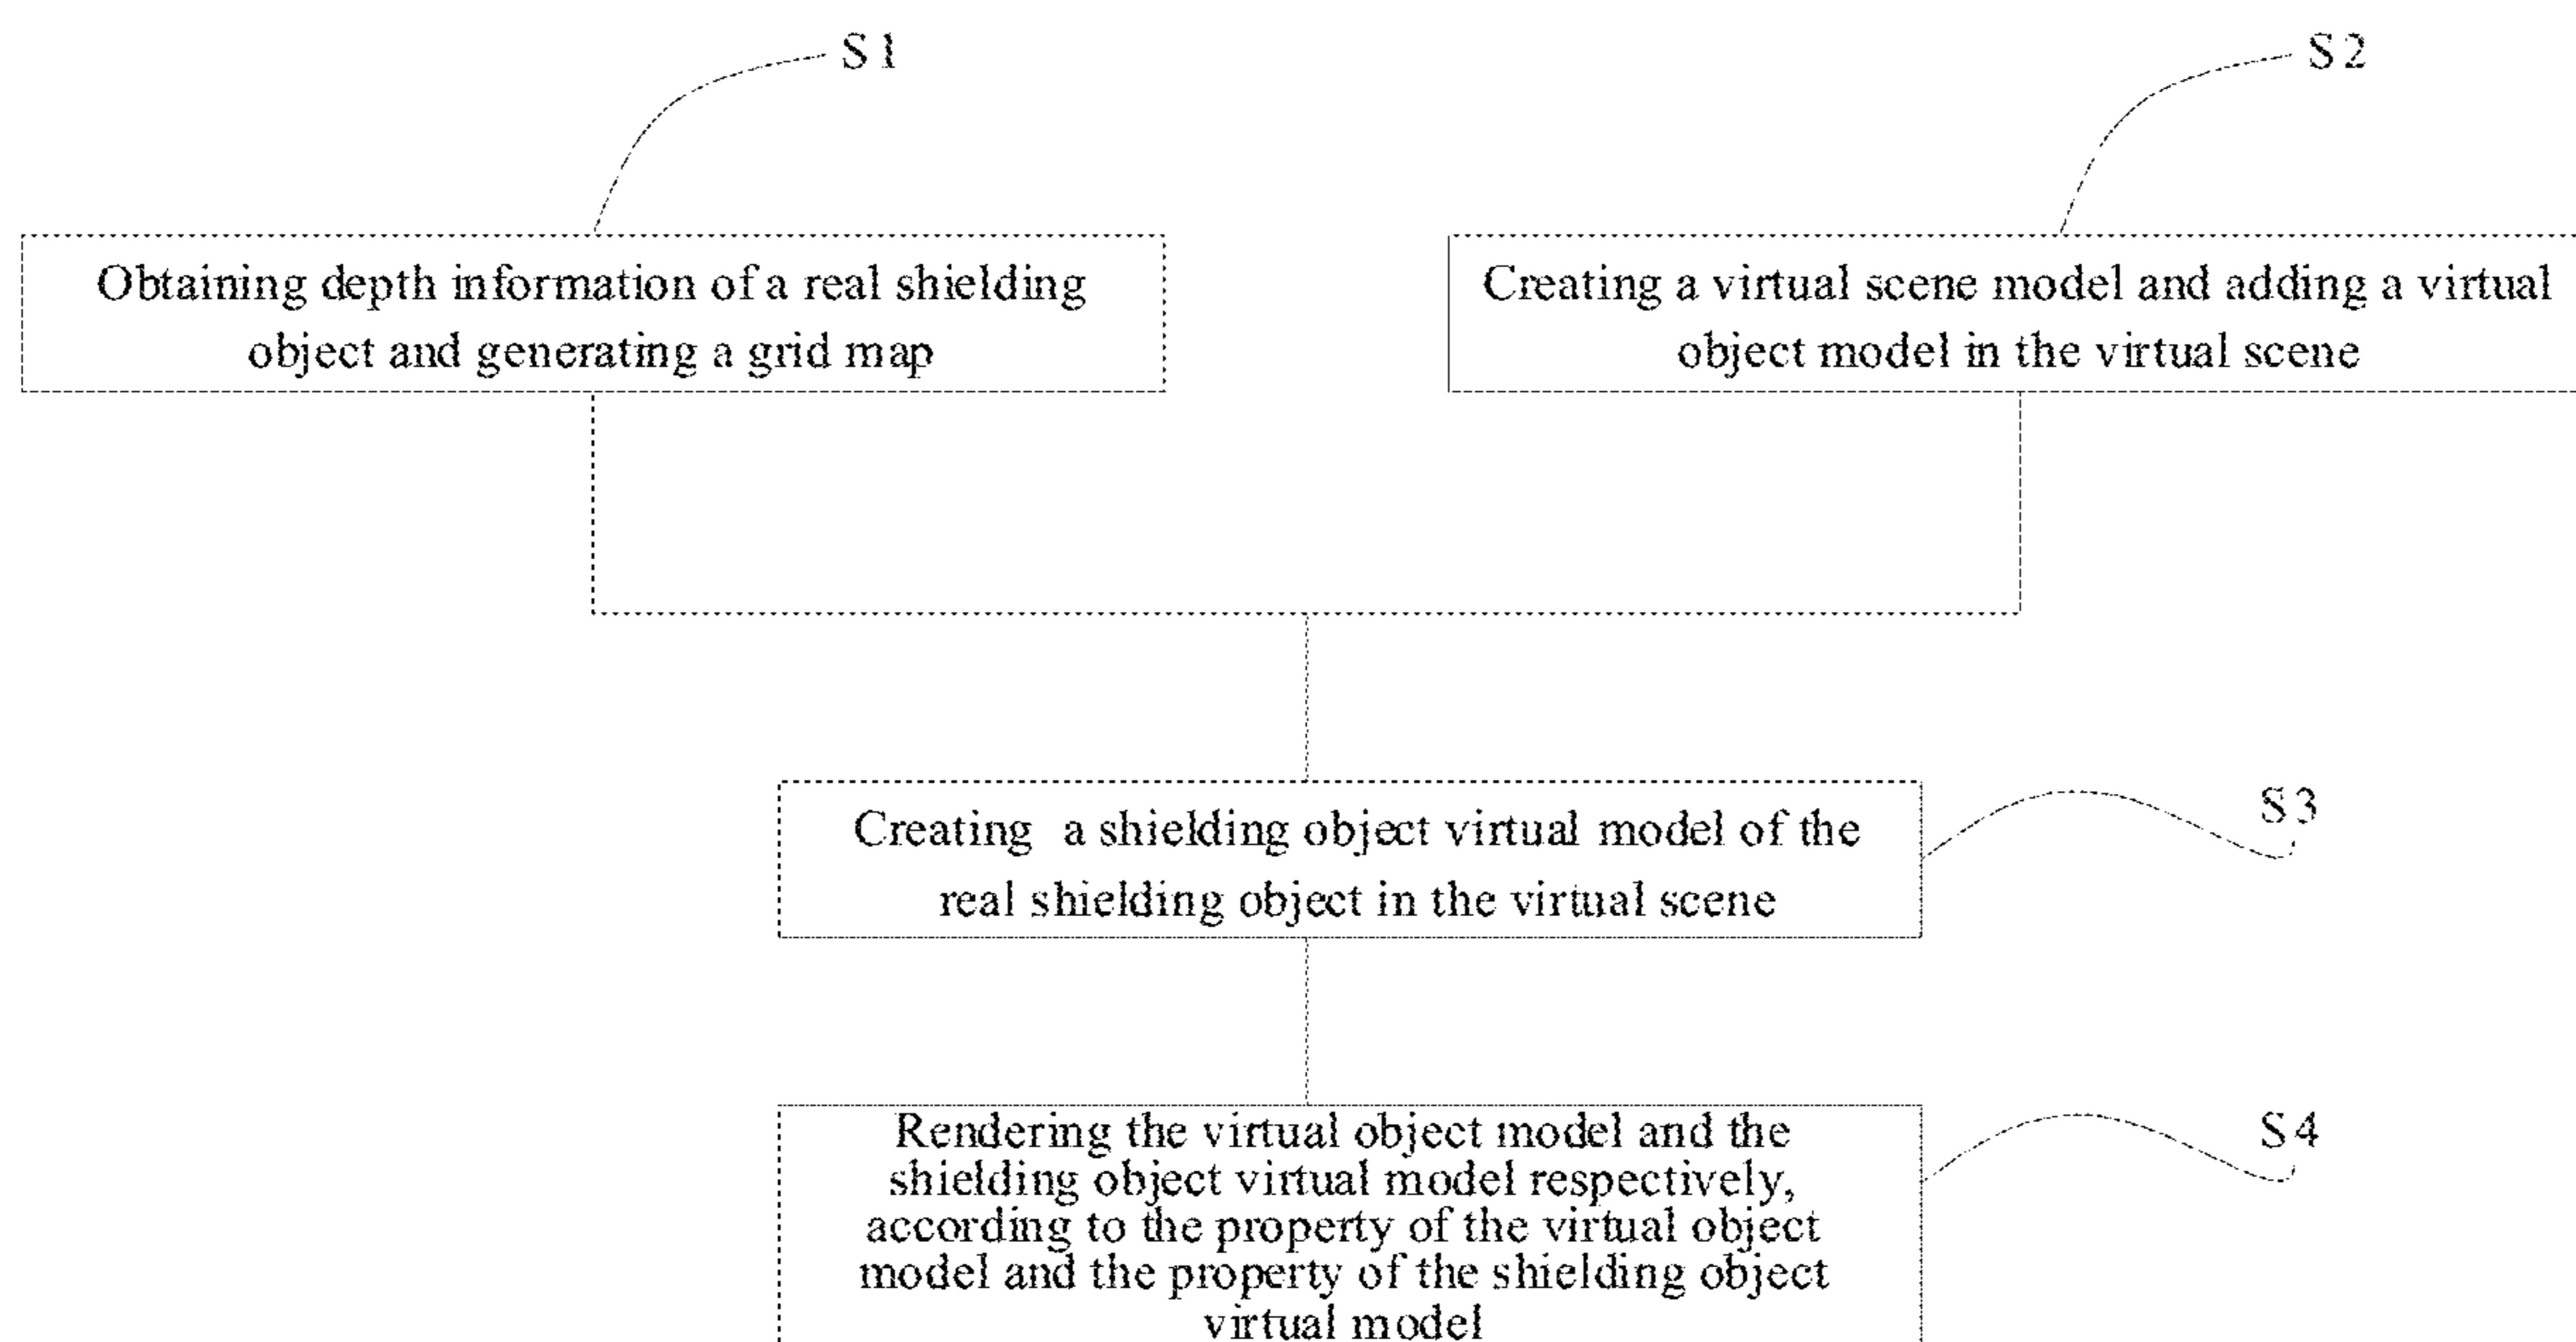 S1
S2
Obtaining depth information of a real shielding
object and generating a grid map
Creating a virtual scene model and adding a virtual
object model in the virtual scene
Creating a shielding object virtual model of the
real shielding object in the virtual scene
S3
Rendering the virtual object model and the
shielding object virtual model respectively,
according to the property of the virtual object
model and the property of the shielding object
virtual model
S4